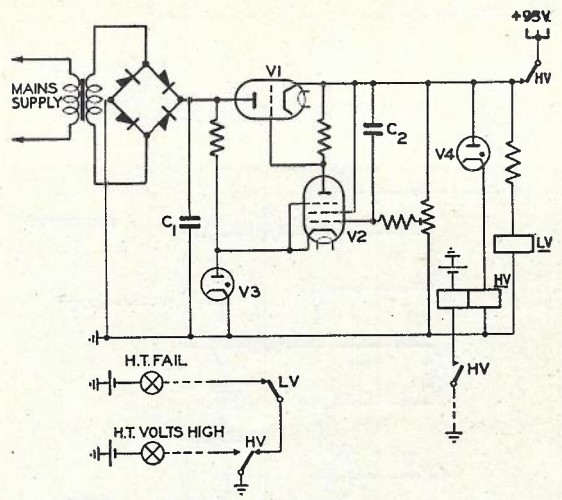 +95V.
HV
MAINS
SUPPLY
V1
C2
V4
V2
C1
V3
LV
HV
HV
H.T. FAIL
LV
H.T. VOLTS HIGH
HV